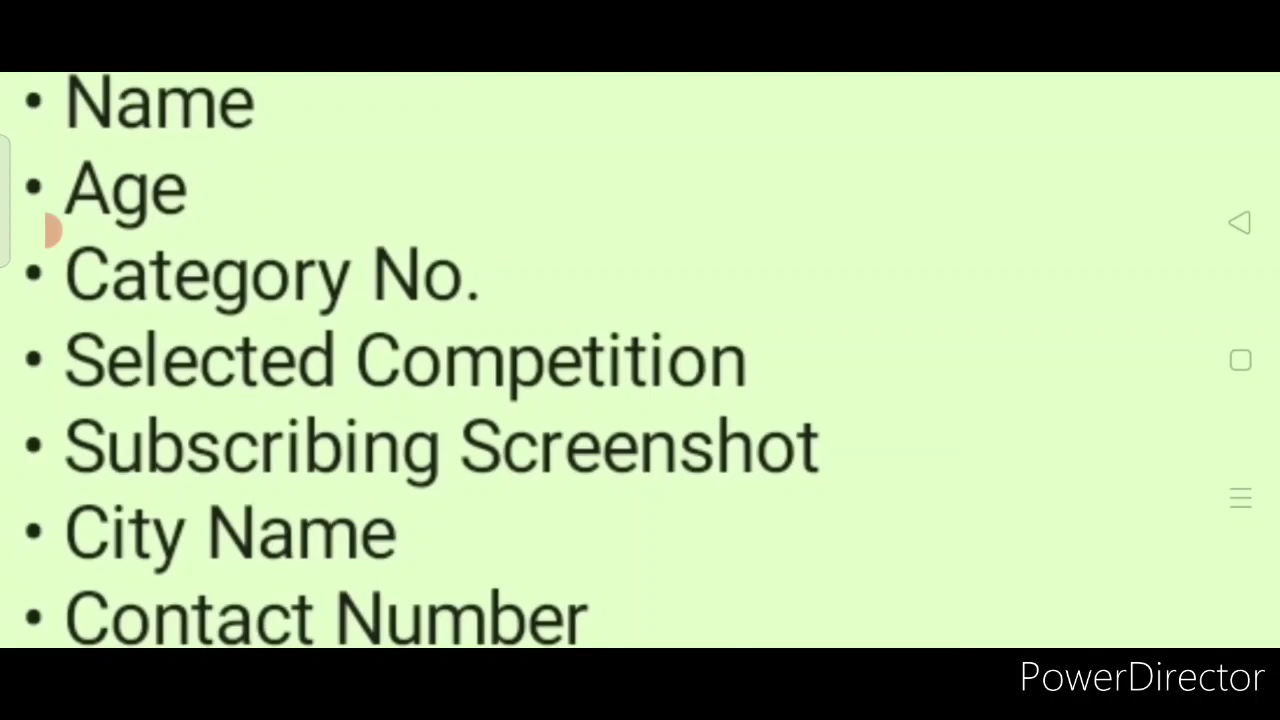 • Name
• Age
• Category No.
• Selected Competition
• Subscribing Screenshot
• City Name
• Contact Number
PowerDirector